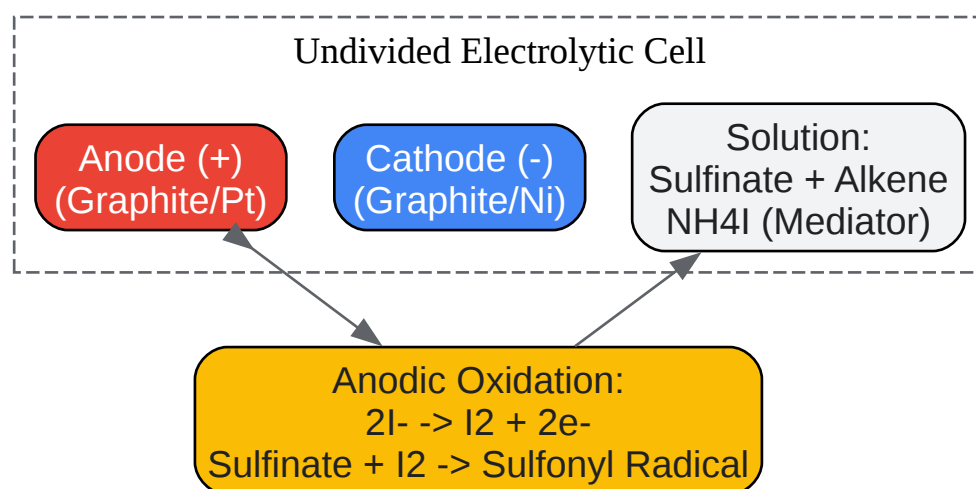 Undivided Electrolytic Cell
Anode (+)
(Graphite/Pt)
Cathode (-)
(Graphite/Ni)
Solution:
Sulfinate + Alkene
NH4I (Mediator)
Anodic Oxidation:
2I- -> I2 + 2e-
Sulfinate + I2 -> Sulfonyl Radical